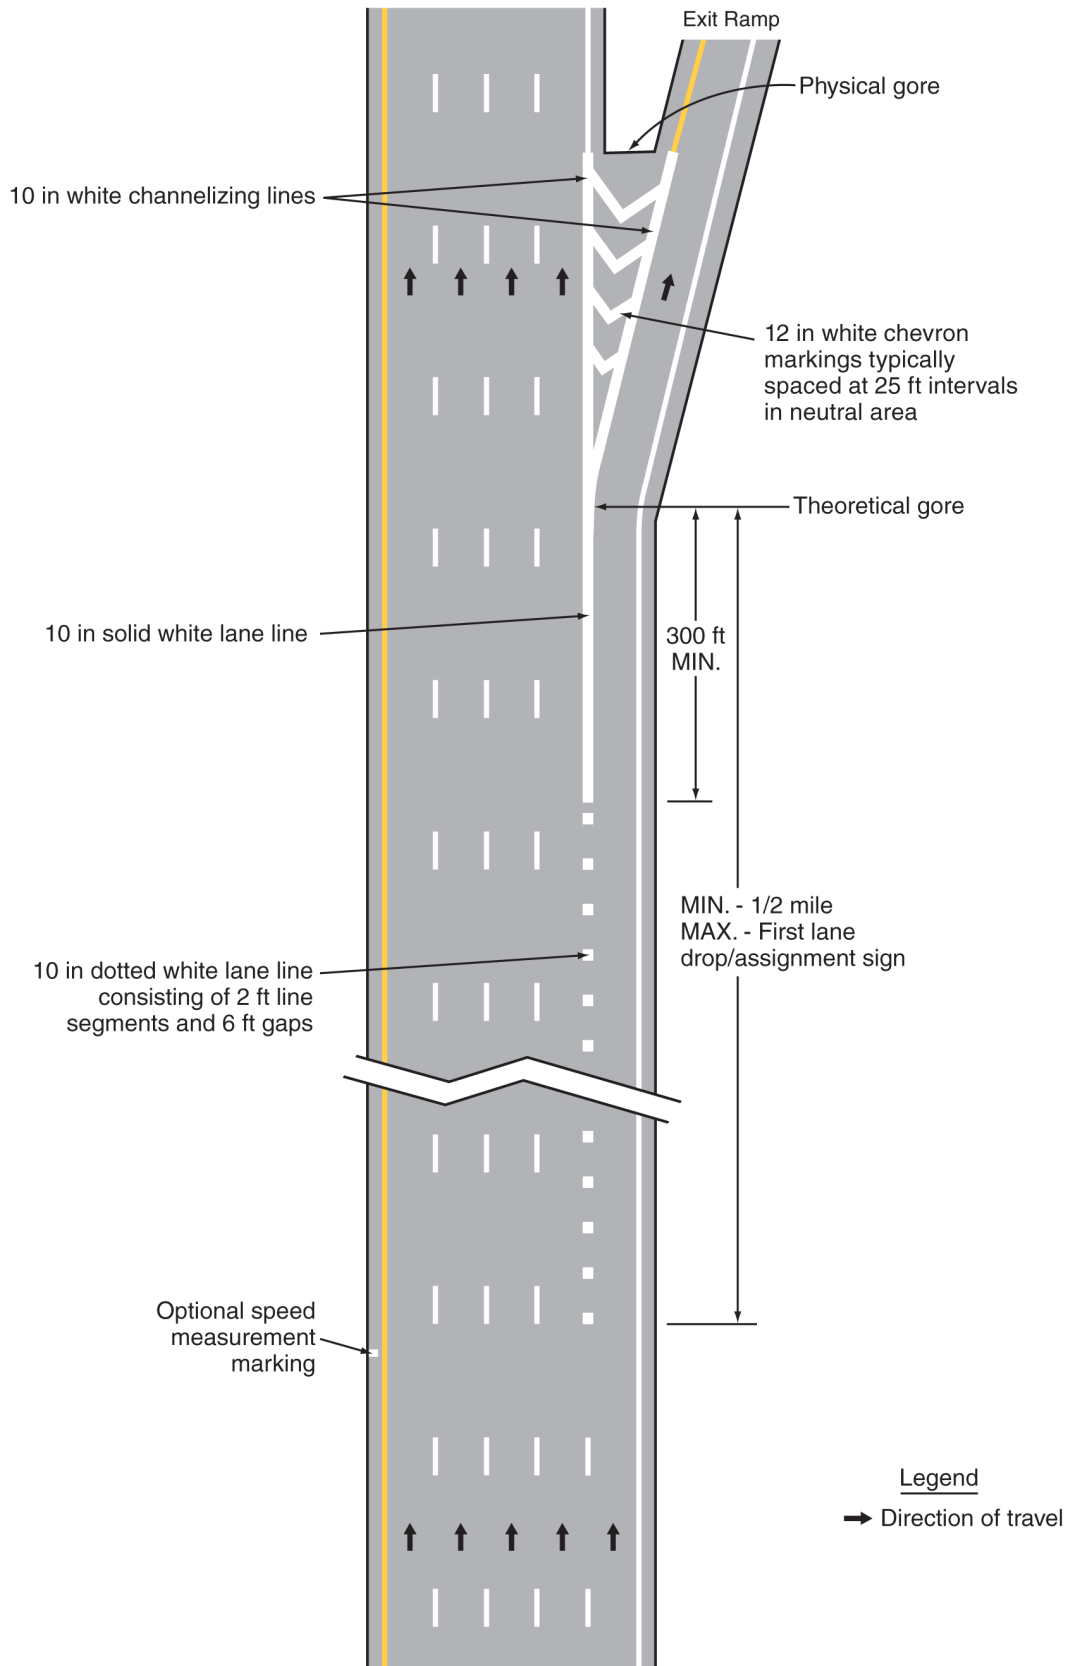 Exit Ramp
Physical gore
10 in white channelizing lines
12 in white chevron
markings typically
spaced at 25 ft intervals
in neutral area
Theoretical gore
10 in solid white lane line
300 ft
MIN.
MIN. - 1/2 mile
MAX. - First lane
drop/assignment sign
10 in dotted white lane line
consisting of 2 ft line
segments and 6 ft gaps
Optional speed
measurement
marking
Legend
Direction of travel